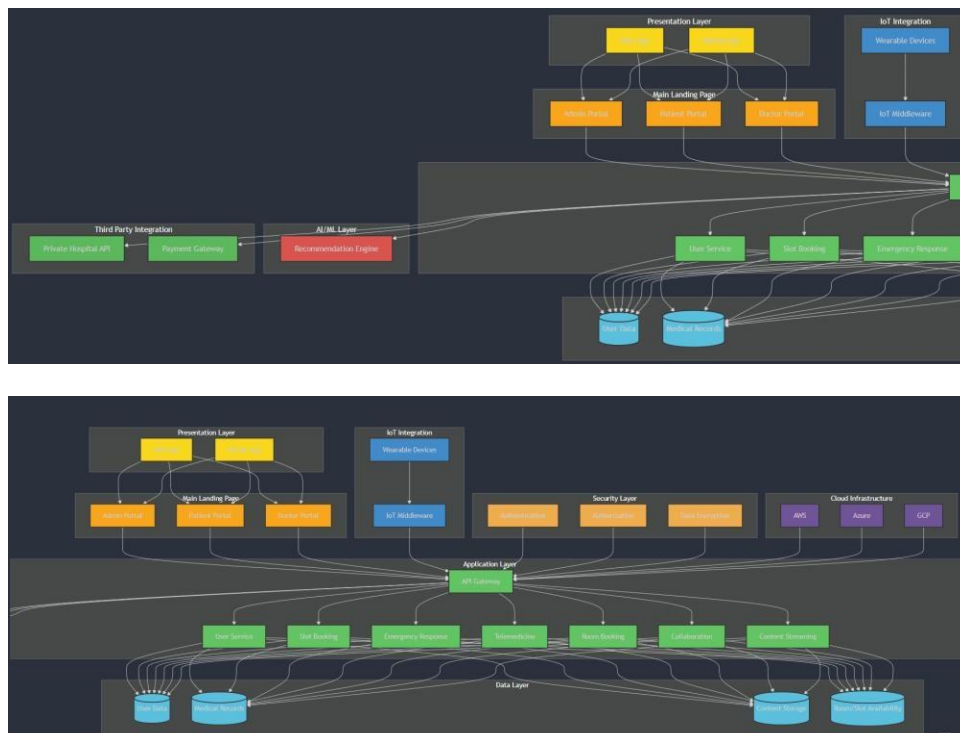 Presentation Layer
IoT Integration
Wearable Devices
Main Landing Page
Admin Portal
Patient Portal
Doctor Portal
IoT Middleware
Third Party Integration
AI/ML Layer
Private Hospital API
Payment Gateway
Recommendation Engine
User Service
Slot Booking
Emergency Response
User Data
Medical Records
Presentation Layer
IoT Integration
Wearable Devices
Main Landing Page
Security Layer
Cloud Infrastructure
Admin Portal
Patient Portal
Doctor Portal
IoT Middleware
Authentication
Authorization
Data Encryption
AWS
Azure
GCP
Application Layer
API Gateway
User Service
Slot Booking
Emergency Response
Telemedicine
Room Booking
Collaboration
Content Streaming
Data Layer
User Data
Medical Records
Content Storage
Room/Slot Availability